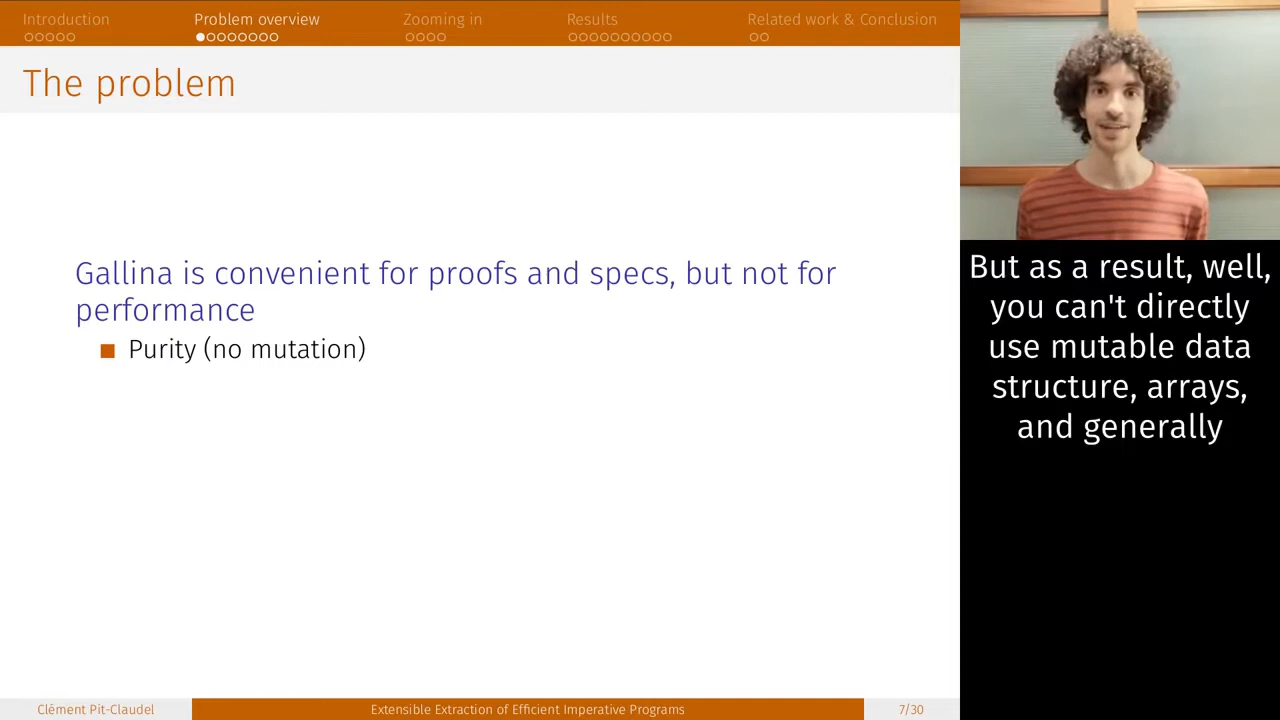 Introduction
Problem overview
Zooming in
Results
Related work & Conclusion
The problem
Gallina is convenient for proofs and specs, but not for
performance
Purity (no mutation)
But as a result, well,
you can't directly
use mutable data
structure, arrays,
and generally
Clément Pit-Claudel
Extensible Extraction of Efficient Imperative Programs
7/30